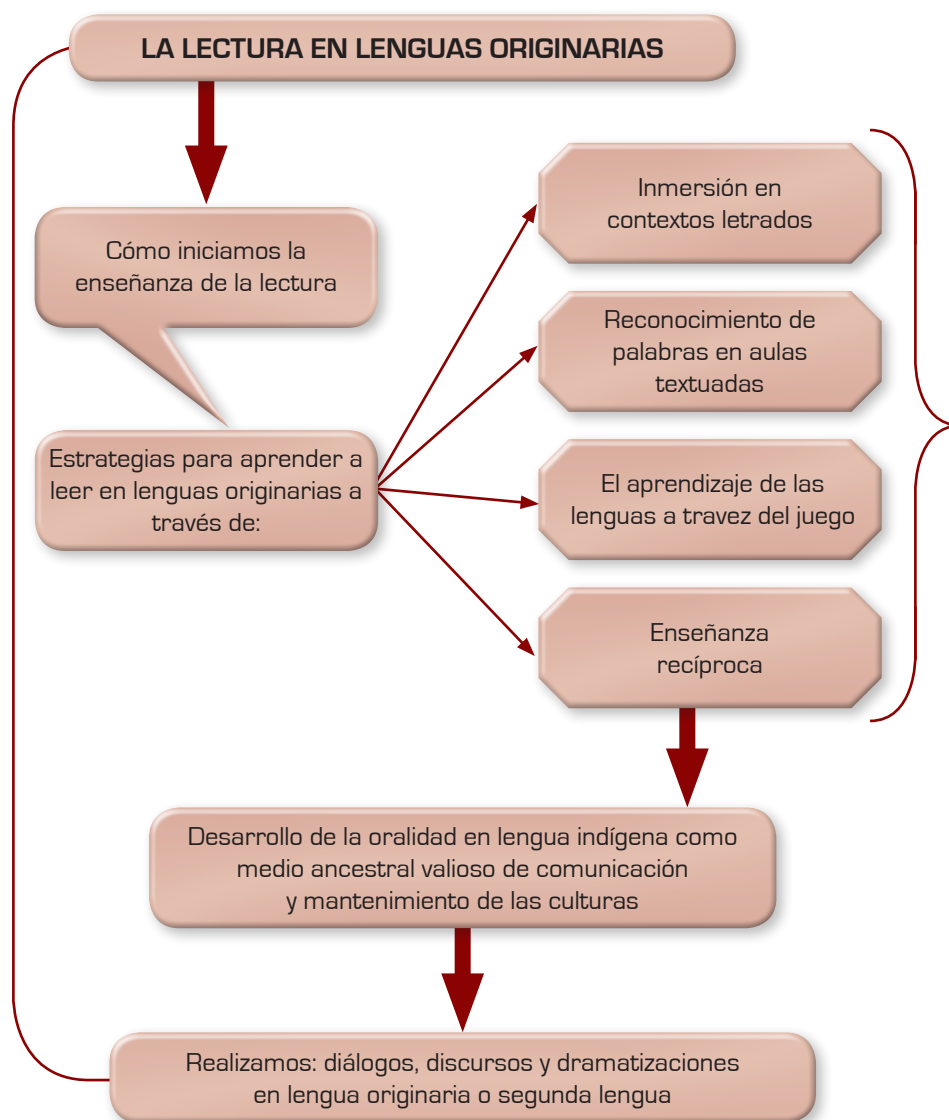 LA LECTURA EN LENGUAS ORIGINARIAS
Cómo iniciamos la
enseñanza de la lectura
Estrategias para aprender a
leer en lenguas originarias a
través de:
Inmersión en
contextos letrados
Reconocimiento de
palabras en aulas
textuadas
El aprendizaje de las
lenguas a travez del juego
Enseñanza
recíproca
Desarrollo de la oralidad en lengua indígena como
medio ancestral valioso de comunicación
y mantenimiento de las culturas
Realizamos: diálogos, discursos y dramatizaciones
en lengua originaria o segunda lengua